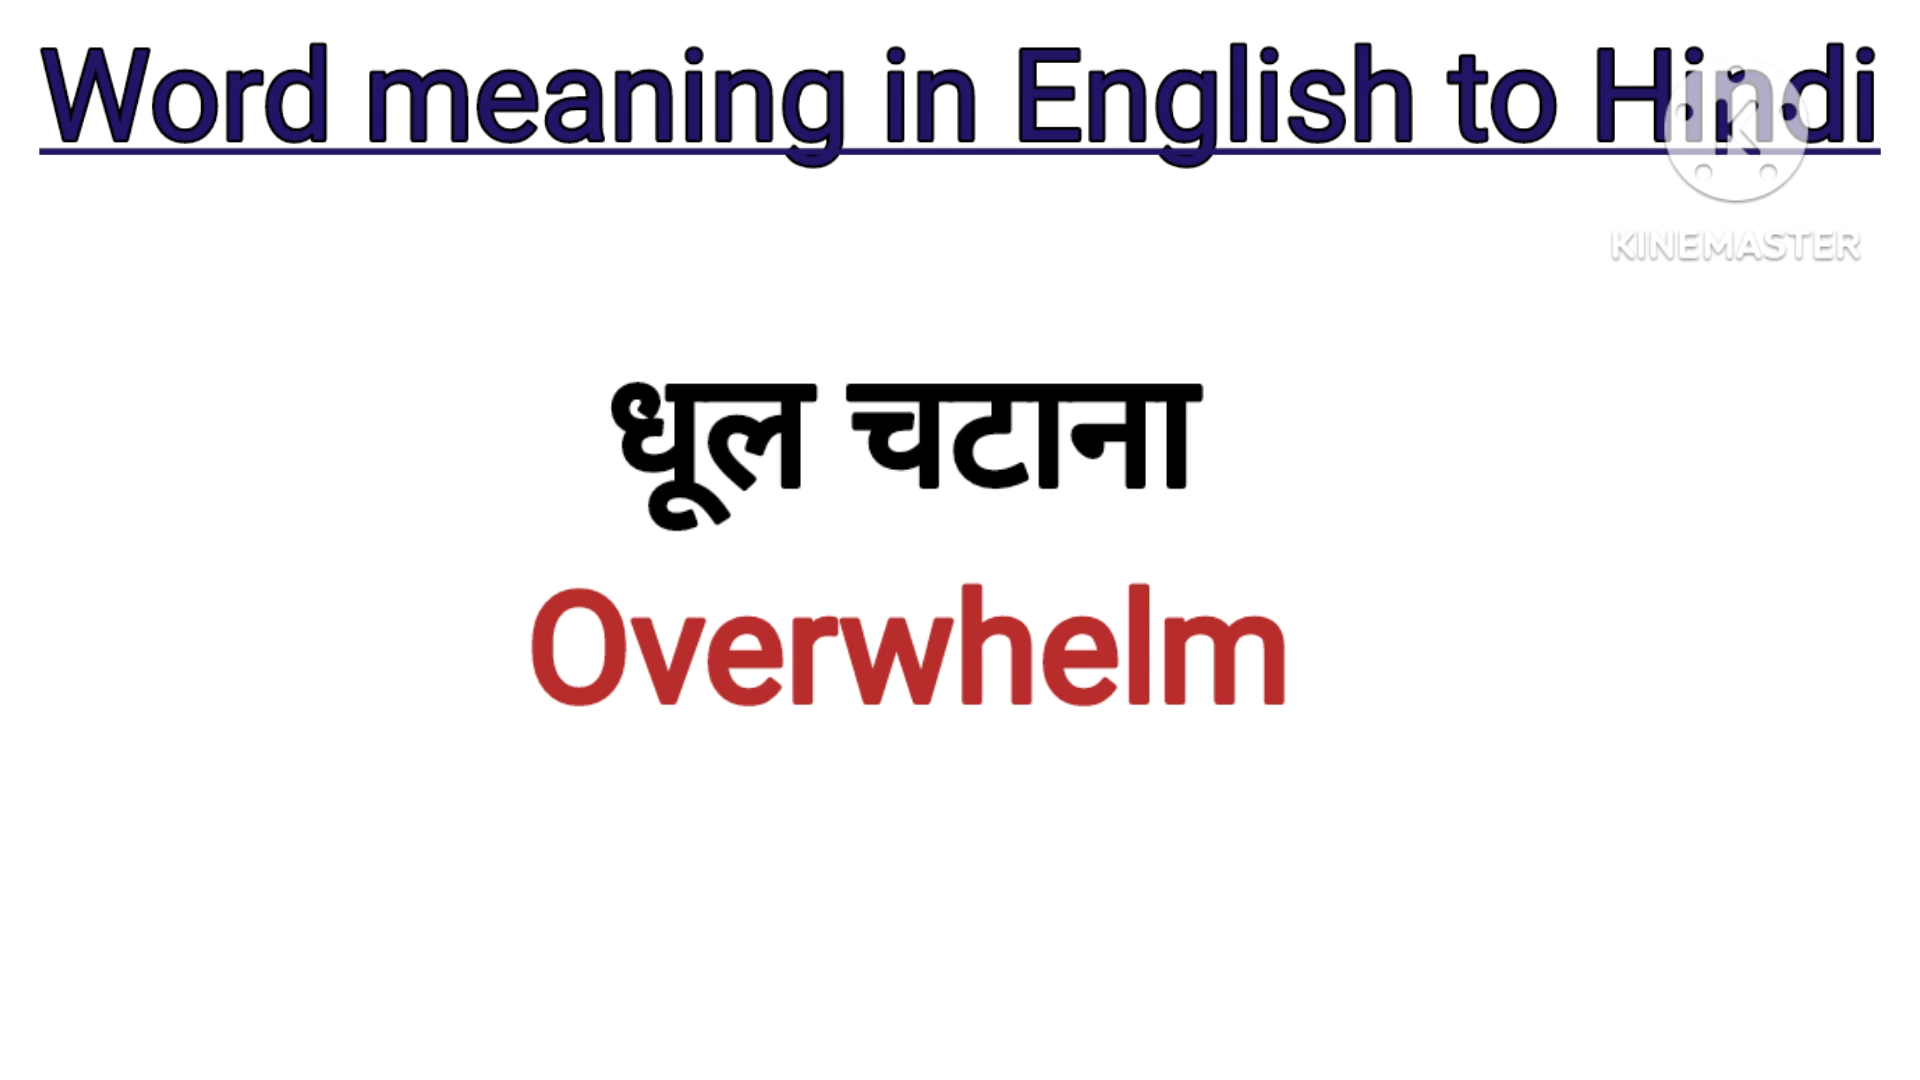 Word meaning in English to Hindi
KINEMASTER
धूल चटाना
Overwhelm